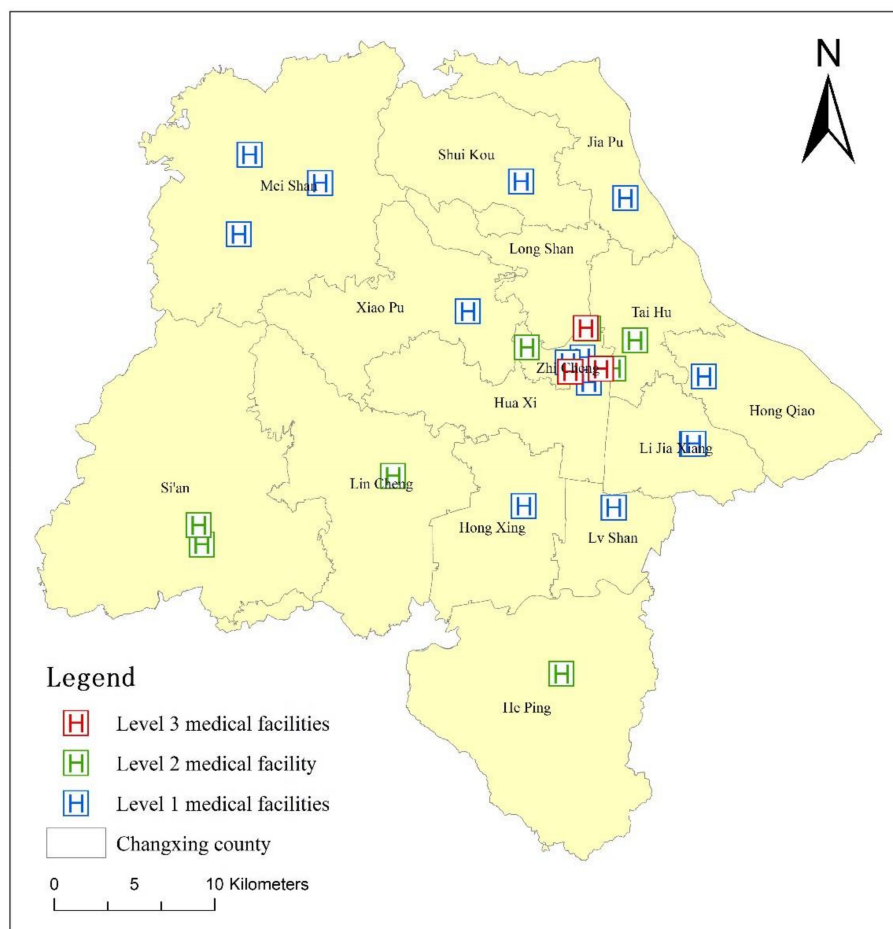 N
Jia Pu
Shui Kou
Mei Shan
Long Shan
Xiao Pu
Tai Hu
Zhi Cheng
Hua Xi
Hong Qiao
Li Jia Xiang
Si'an
Lin Cheng
Hong Xing
Lv Shan
He Ping
Legend
H Level 3 medical facilities
H Level 2 medical facility
H Level 1 medical facilities
Changxing county
0 5 10 Kilometers